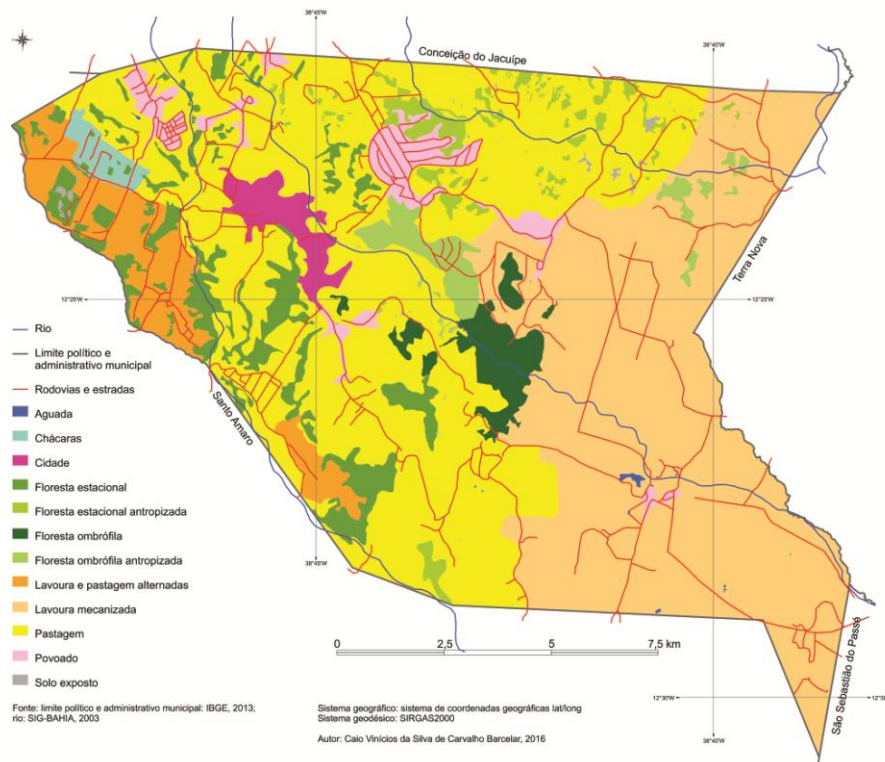 38°45'W
38°40'W
Conceição do Jacuípe
Terra Nova
12°25'W
12°25'W
Rio
Limite político e
administrativo municipal
Rodovias e estradas
Aguada
Chácaras
Cidade
Floresta estacional
Floresta estacional antropizada
Floresta ombrófila
Floresta ombrófila antropizada
Lavoura e pastagem alternadas
Lavoura mecanizada
Pastagem
Povoado
Solo exposto
Santo Amaro
38°45'W
0 2,5 5 7,5 km
São Sebastião do Passé
12°30'W
12°30'W
38°40'W
Fonte: limite político e administrativo municipal: IBGE, 2013;
rio: SIG-BAHIA, 2003
Sistema geográfico: sistema de coordenadas geográficas lat/long
Sistema geodésico: SIRGAS2000
Autor: Caio Vinícios da Silva de Carvalho Barcelar, 2016